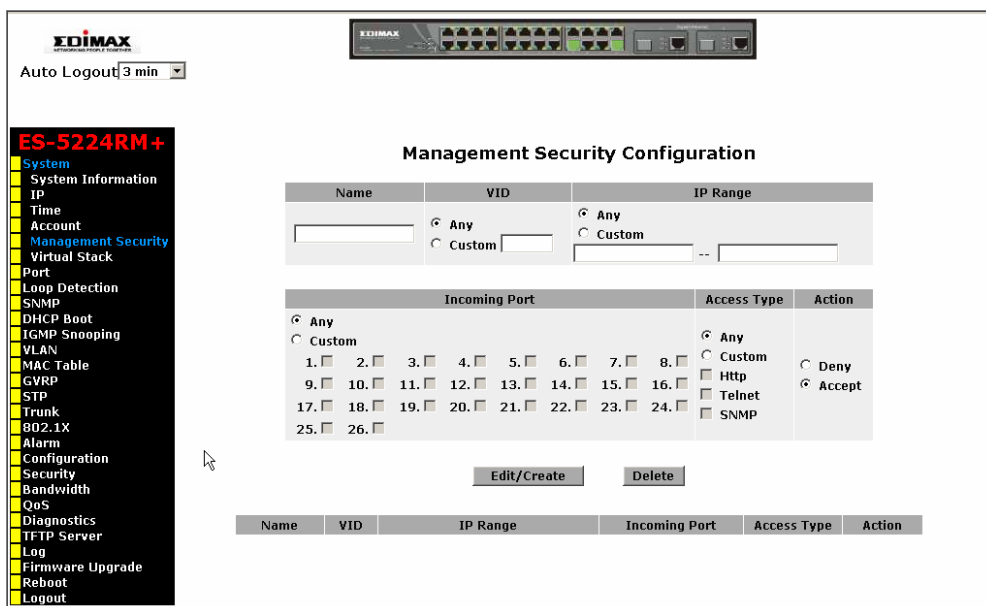 EDIMAX
NETWORKING PEOPLE TOGETHER
EDIMAX
Auto Logout 3 min
ES-5224RM+
System
System Information
IP
Time
Account
Management Security
Virtual Stack
Port
Loop Detection
SNMP
DHCP Boot
IGMP Snooping
VLAN
MAC Table
GVRP
STP
Trunk
802.1X
Alarm
Configuration
Security
Bandwidth
QoS
Diagnostics
TFTP Server
Log
Firmware Upgrade
Reboot
Logout
Management Security Configuration
Name VID IP Range
Any
Custom
Any
Custom
--
Incoming Port Access Type Action
Any
Custom
1. 2. 3. 4. 5. 6. 7. 8.
9. 10. 11. 12. 13. 14. 15. 16.
17. 18. 19. 20. 21. 22. 23. 24.
25. 26.
Any
Custom
Http
Telnet
SNMP
Deny
Accept
Edit/Create Delete
Name VID IP Range Incoming Port Access Type Action